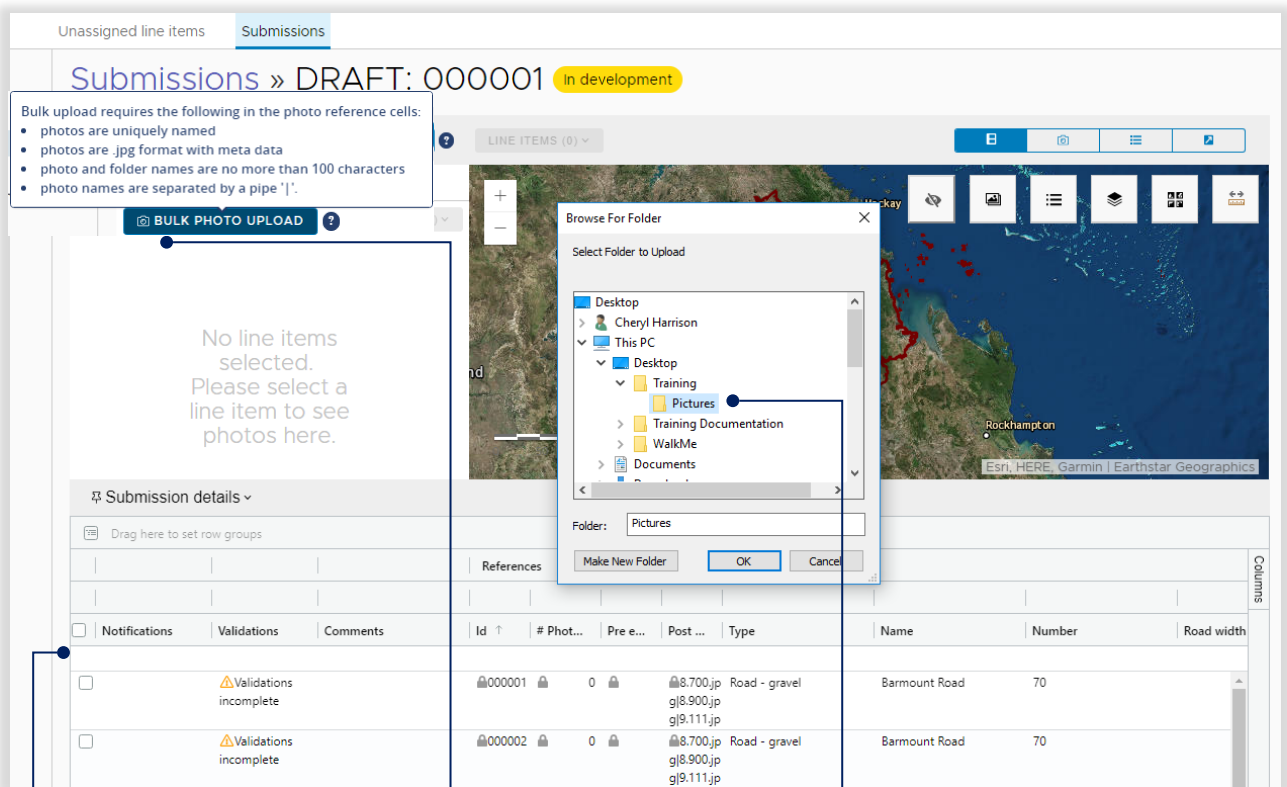 Unassigned line items
Submissions
Submissions » DRAFT: 000001
In development
Bulk upload requires the following in the photo reference cells:
• photos are uniquely named
• photos are .jpg format with meta data
• photo and folder names are no more than 100 characters
• photo names are separated by a pipe '|'.
?
LINE ITEMS (0)
BULK PHOTO UPLOAD
?
+
−
No line items
selected.
Please select a
line item to see
photos here.
Browse For Folder
Select Folder to Upload
Desktop
Cheryl Harrison
This PC
Desktop
Training
Pictures
Training Documentation
WalkMe
Documents
Folder: Pictures
Make New Folder
OK
Cancel
Rockhampton
Esri, HERE, Garmin | Earthstar Geographics
Submission details
Drag here to set row groups
Columns
References
Notifications Validations Comments Id ↑ # Phot... Pre e... Post ... Type Name Number Road width
Validations 000001 0 8.700.jp Road - gravel Barmount Road 70
incomplete g|8.900.jp
g|9.111.jp
Validations 000002 0 8.700.jp Road - gravel Barmount Road 70
incomplete g|8.900.jp
g|9.111.jp